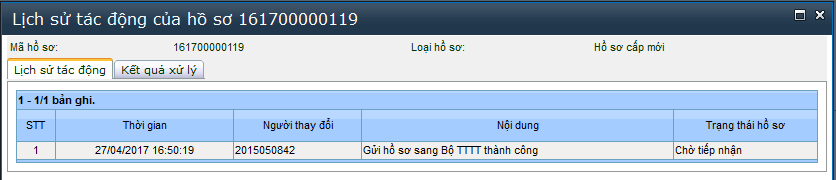 Lịch sử tác động của hồ sơ 161700000119
Mã hồ sơ: 161700000119 Loại hồ sơ: Hồ sơ cấp mới
Lịch sử tác động Kết quả xử lý
1 - 1/1 bản ghi.
STT Thời gian Người thay đổi Nội dung Trạng thái hồ sơ
1 27/04/2017 16:50:19 2015050842 Gửi hồ sơ sang Bộ TTTT thành công Chờ tiếp nhận